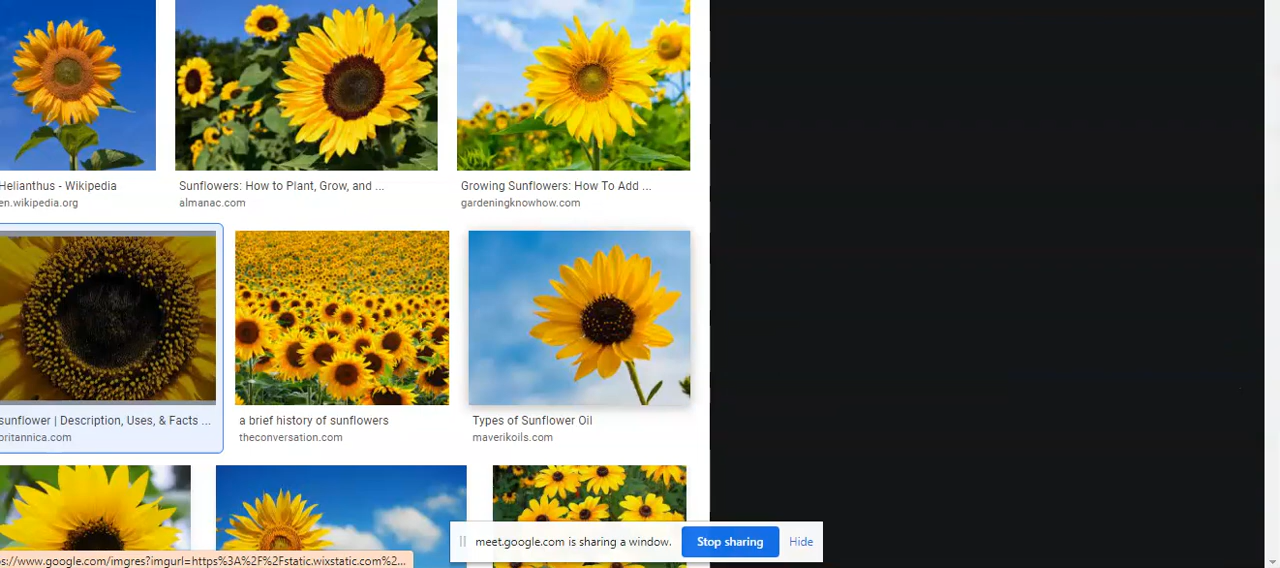 Helianthus - Wikipedia
en.wikipedia.org
Sunflowers: How to Plant, Grow, and ...
almanac.com
Growing Sunflowers: How To Add ...
gardeningknowhow.com
sunflower | Description, Uses, & Facts ...
britannica.com
a brief history of sunflowers
theconversation.com
Types of Sunflower Oil
maverikoils.com
meet.google.com is sharing a window.
Stop sharing
Hide
s://www.google.com/imgres?imgurl=https%3A%2F%2Fstatic.wixstatic.com%2...